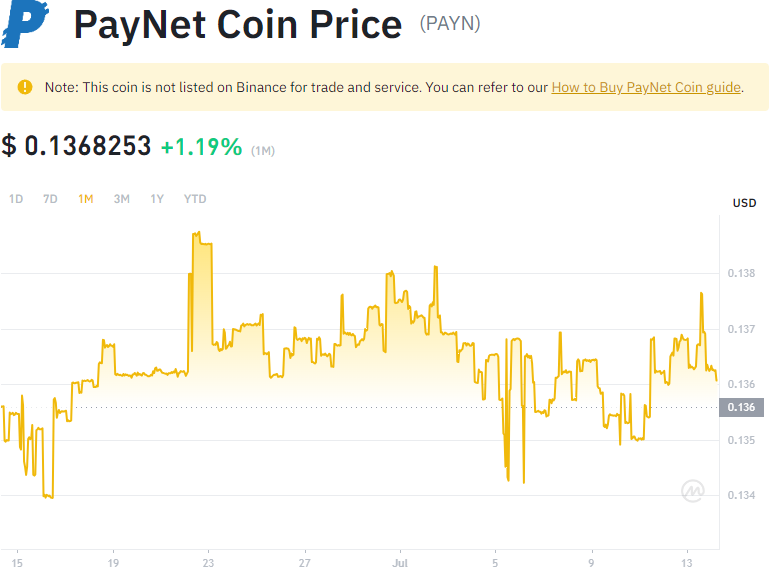 PayNet Coin Price (PAYN)
Note: This coin is not listed on Binance for trade and service. You can refer to our How to Buy PayNet Coin guide.
$ 0.1368253 +1.19% (1M)
1D 7D 1M 3M 1Y YTD
USD
0.138
0.137
0.136
0.136
0.135
0.134
15 19 23 27 Jul 5 9 13